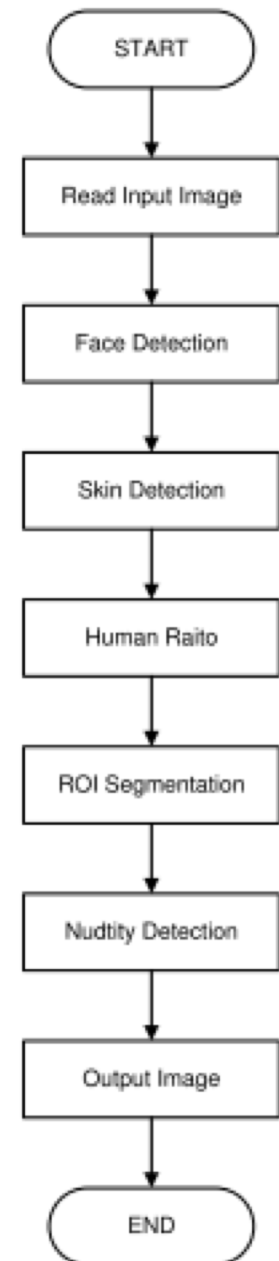 START
Read Input Image
Face Detection
Skin Detection
Human Raito
ROI Segmentation
Nudtity Detection
Output Image
END